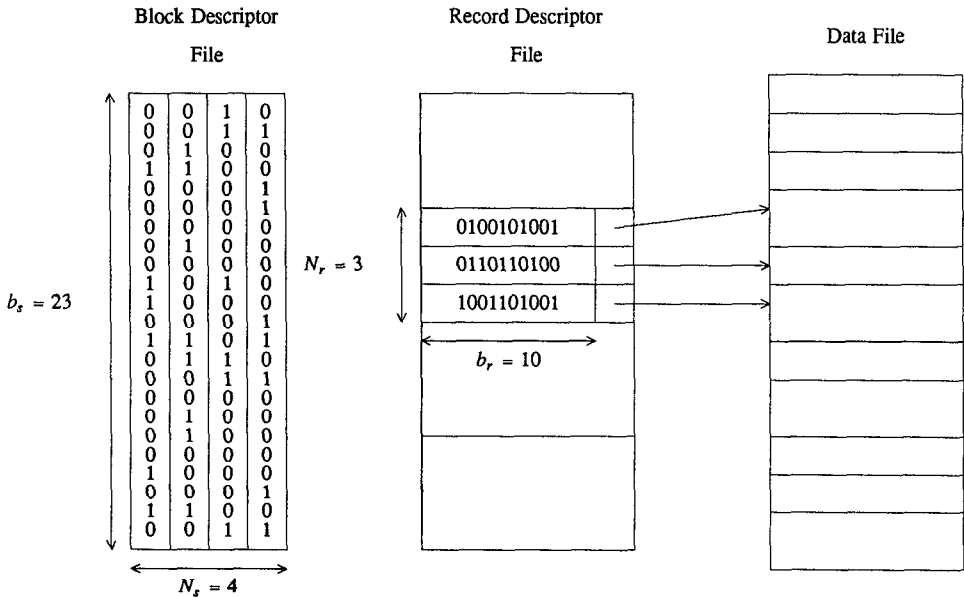 Block Descriptor
File
Record Descriptor
File
Data File
0 0 1 0
0 0 1 1
0 1 0 0
1 1 0 0
0 0 0 1
0 0 0 1
0 0 0 0
0 1 0 0
0 0 0 0
1 0 1 0
1 0 0 0
0 0 0 1
1 1 0 1
0 1 1 0
0 0 1 1
0 0 0 0
0 1 0 0
0 1 0 0
0 0 0 0
1 0 0 0
0 0 0 1
1 1 0 0
0 0 1 1
b_s = 23
N_s = 4
N_r = 3
0100101001
0110110100
1001101001
b_r = 10